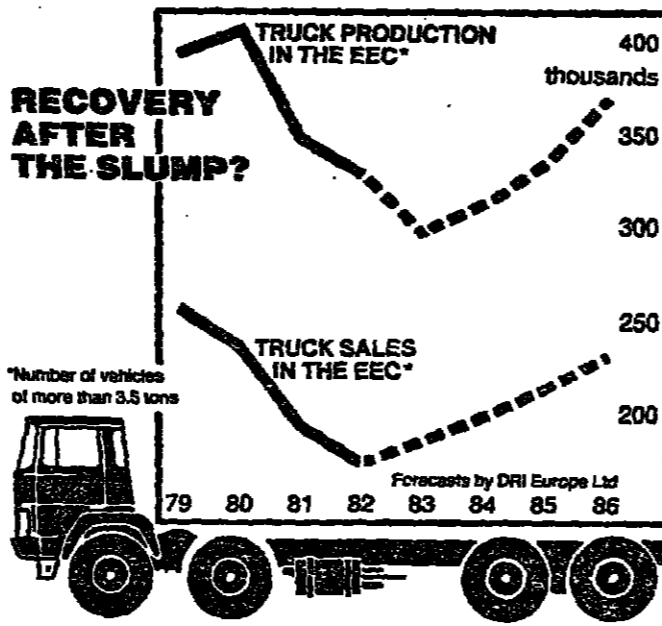 TRUCK PRODUCTION
IN THE EEC*
400
thousands
RECOVERY
AFTER
THE SLUMP?
350
300
250
TRUCK SALES
IN THE EEC*
*Number of vehicles
of more than 3.5 tons
200
Forecasts by DRI Europe Ltd
79 80 81 82 83 84 85 86